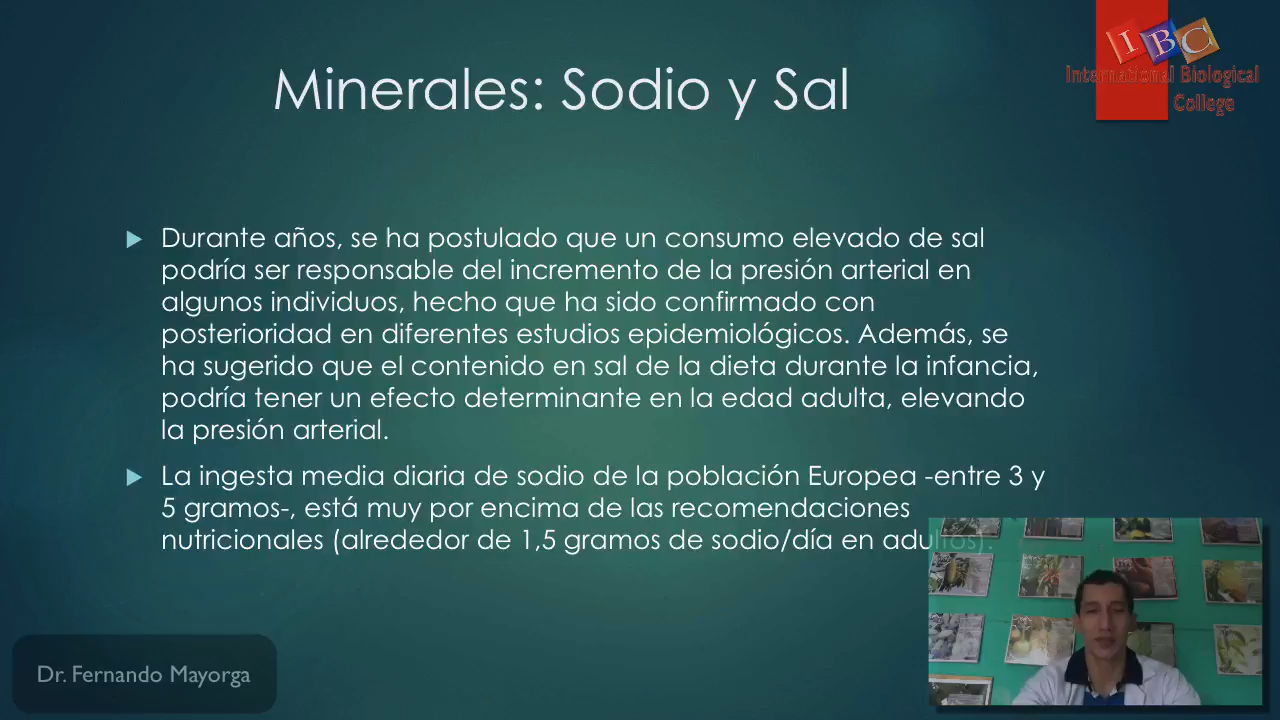 Minerales: Sodio y Sal
IBC
International Biological
College
Durante años, se ha postulado que un consumo elevado de sal
podría ser responsable del incremento de la presión arterial en
algunos individuos, hecho que ha sido confirmado con
posterioridad en diferentes estudios epidemiológicos. Además, se
ha sugerido que el contenido en sal de la dieta durante la infancia,
podría tener un efecto determinante en la edad adulta, elevando
la presión arterial.
La ingesta media diaria de sodio de la población Europea -entre 3 y
5 gramos-, está muy por encima de las recomendaciones
nutricionales (alrededor de 1,5 gramos de sodio/día en adultos).
Dr. Fernando Mayorga